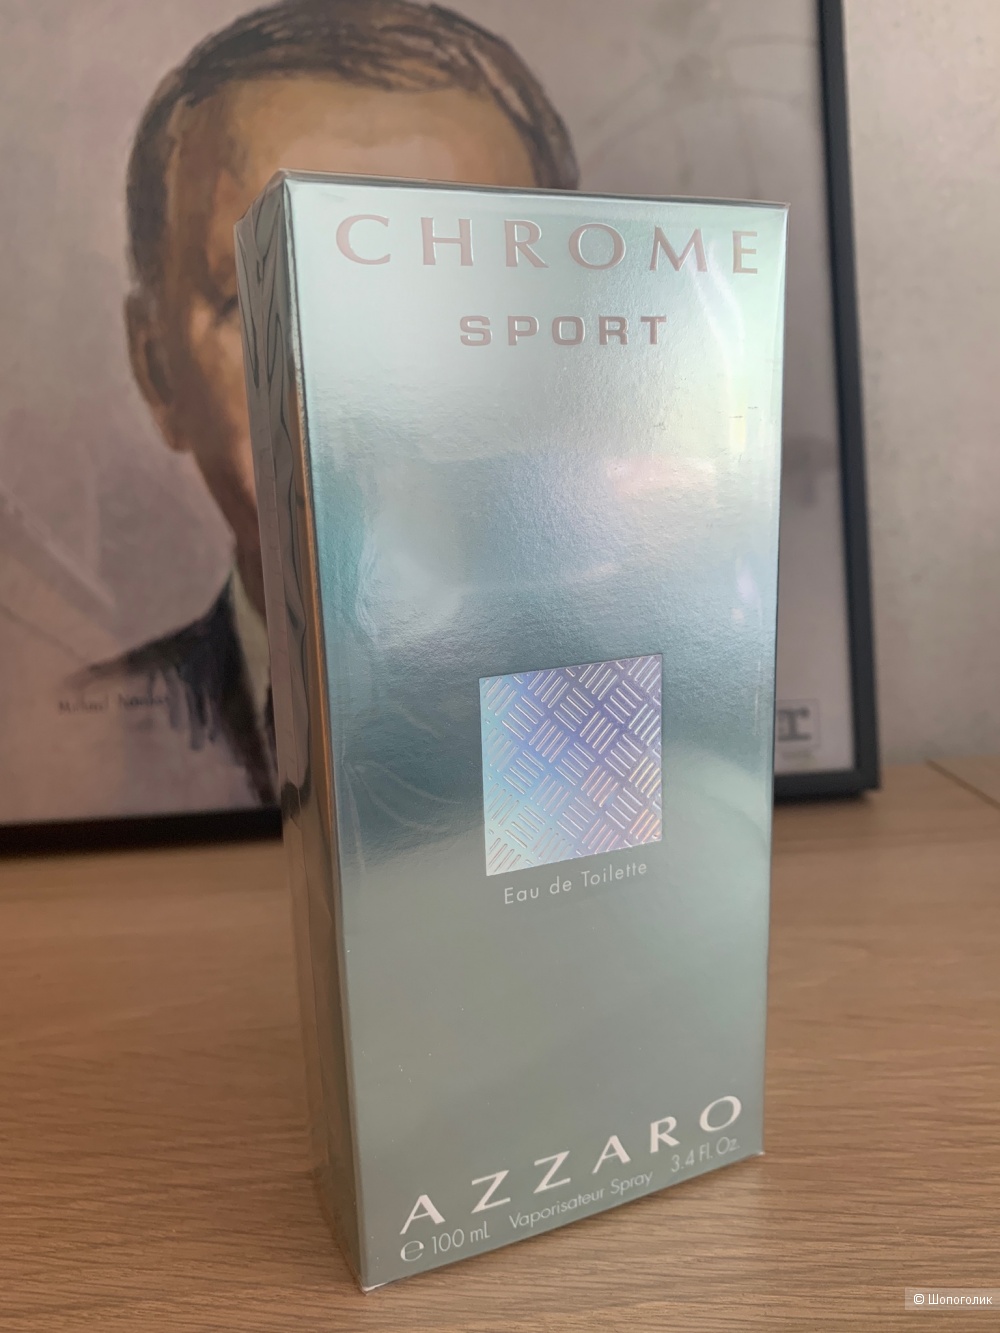 CHROME
SPORT
Eau de Toilette
AZZARO
℮ 100 ml Vaporisateur Spray 3.4 Fl. Oz.
© Шопоголик